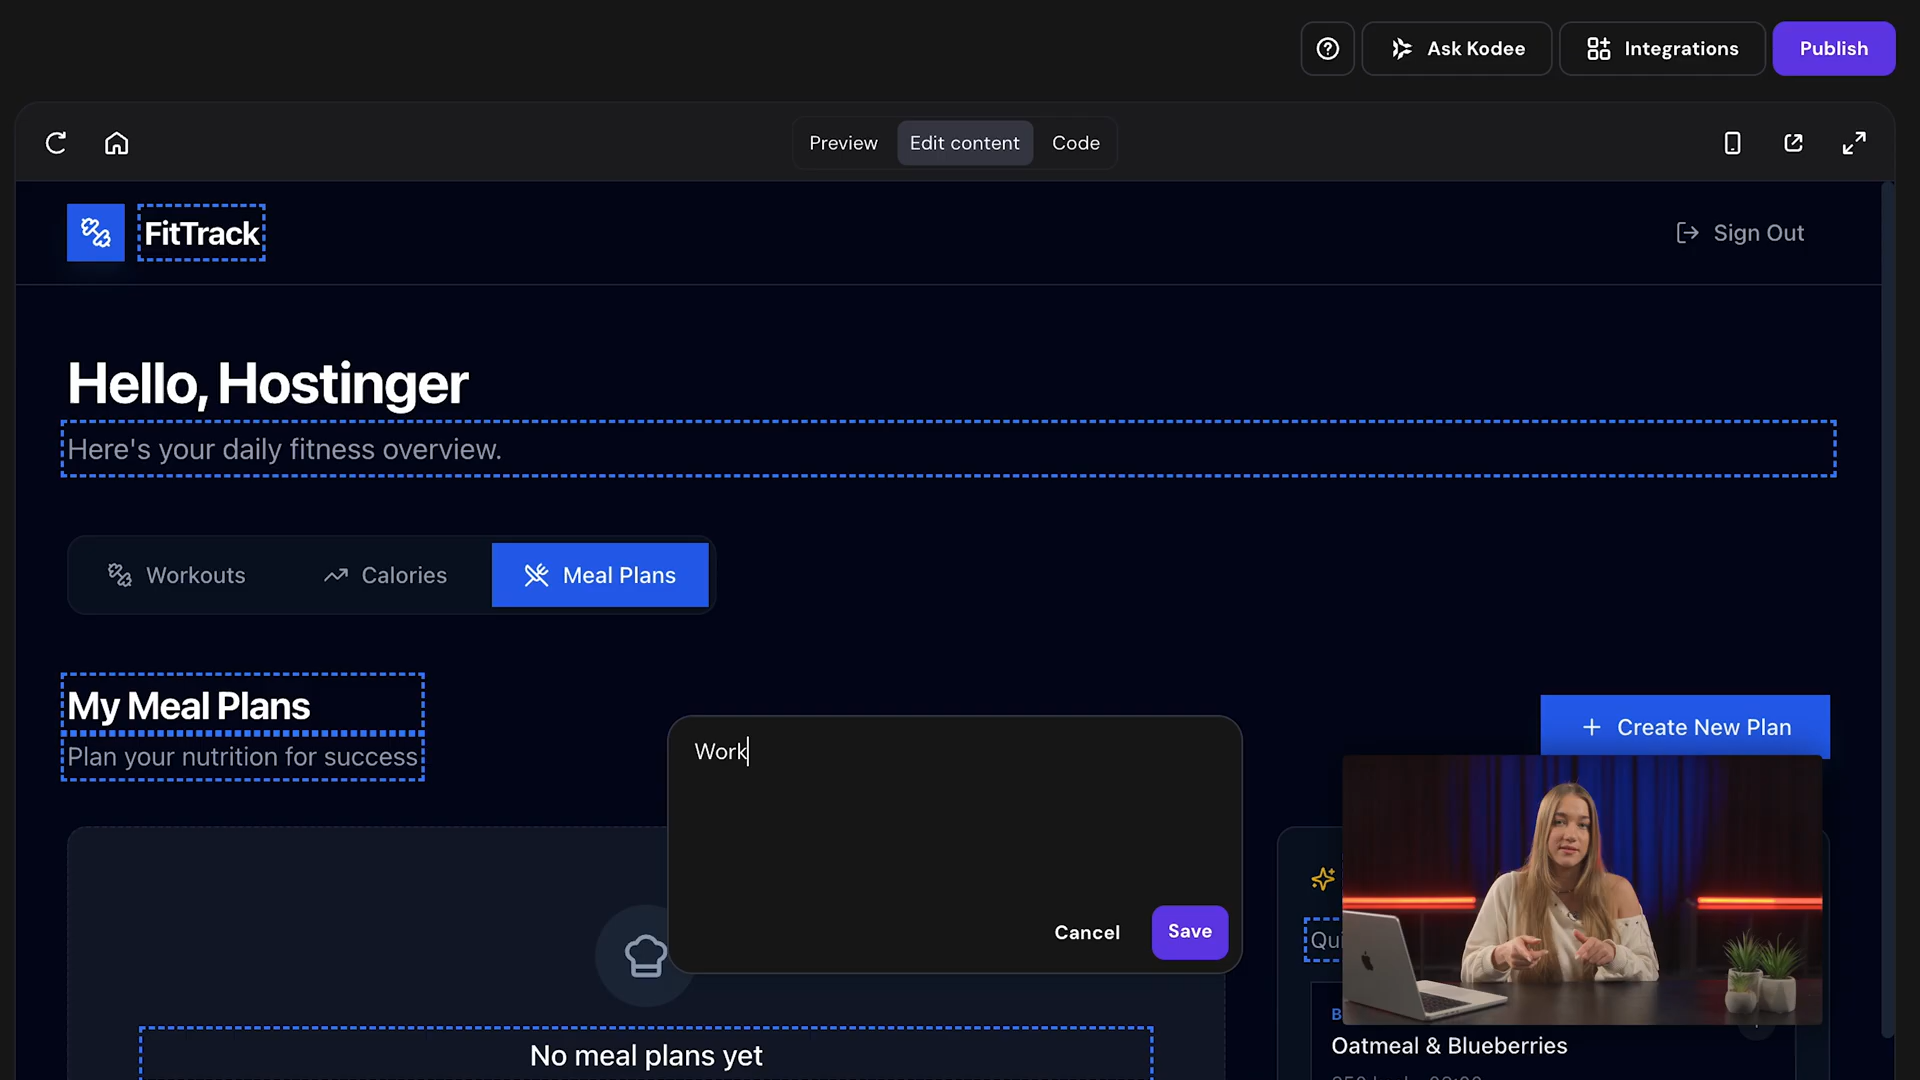 Ask Kodee
Integrations
Publish
Preview
Edit content
Code
FitTrack
Sign Out
Hello, Hostinger
Here's your daily fitness overview.
Workouts
Calories
Meal Plans
My Meal Plans
Plan your nutrition for success
Create New Plan
Work
Cancel
Save
No meal plans yet
Oatmeal & Blueberries